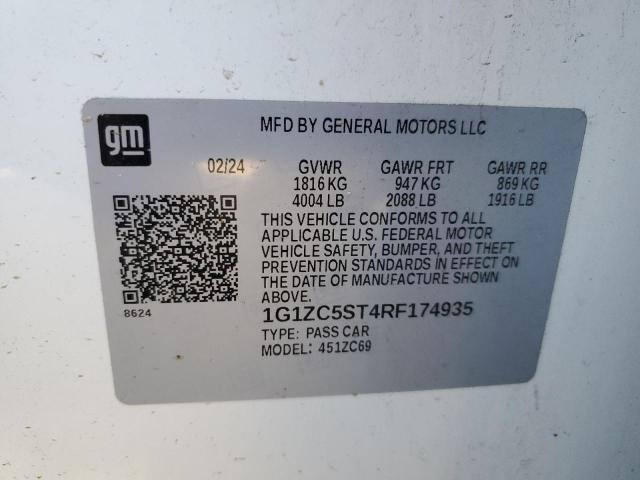 gm
MFD BY GENERAL MOTORS LLC
02/24 GVWR GAWR FRT GAWR RR
1816 KG 947 KG 869 KG
4004 LB 2088 LB 1916 LB
THIS VEHICLE CONFORMS TO ALL
APPLICABLE U.S. FEDERAL MOTOR
VEHICLE SAFETY, BUMPER, AND THEFT
PREVENTION STANDARDS IN EFFECT ON
THE DATE OF MANUFACTURE SHOWN
ABOVE.
8624
1G1ZC5ST4RF174935
TYPE: PASS CAR
MODEL: 451ZC69